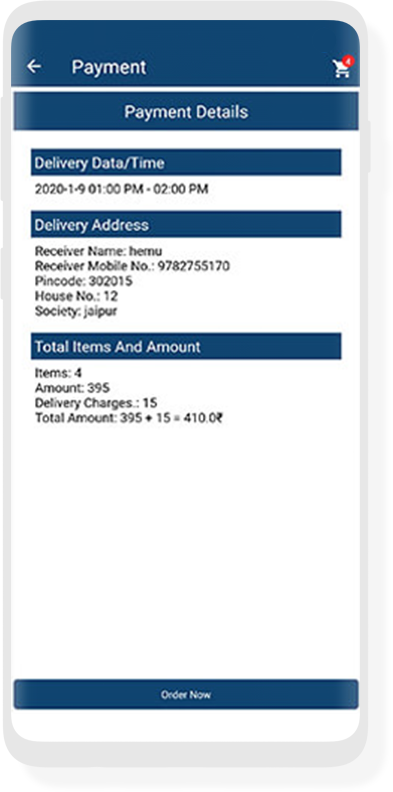 Payment
4
Payment Details
Delivery Data/Time
2020-1-9 01:00 PM - 02:00 PM
Delivery Address
Receiver Name: hemu
Receiver Mobile No.: 9782755170
Pincode: 302015
House No.: 12
Society: jaipur
Total Items And Amount
Items: 4
Amount: 395
Delivery Charges.: 15
Total Amount: 395 + 15 = 410.0₹
Order Now